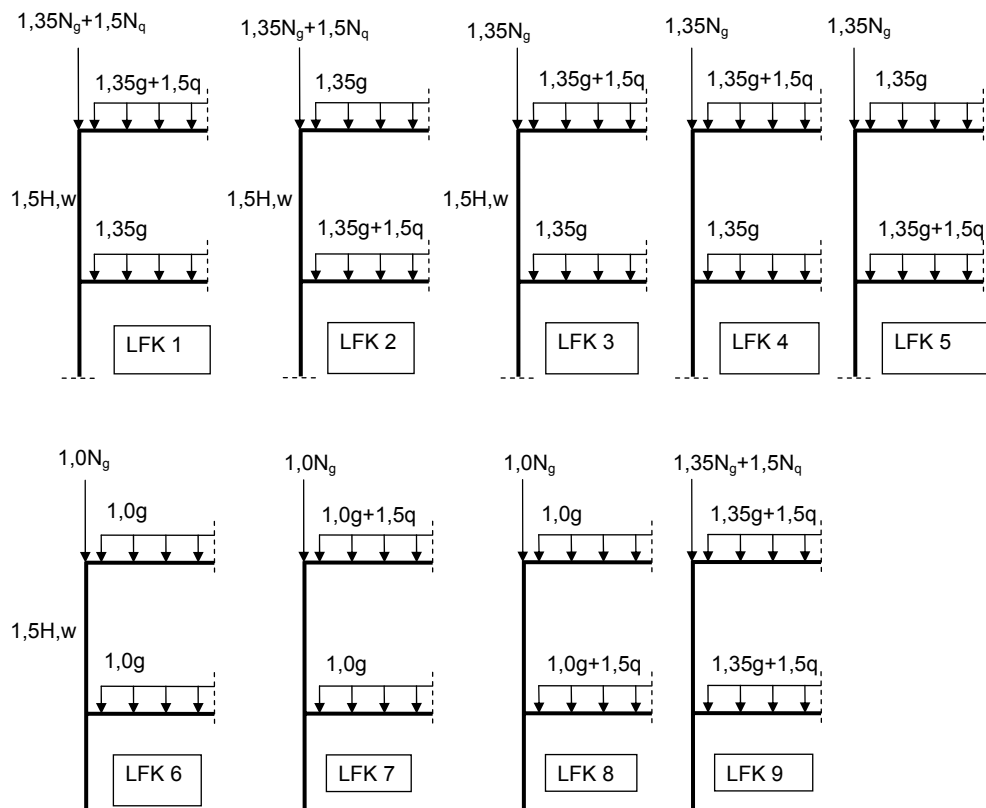 1,35Ng+1,5Nq
1,35g+1,5q
1,5H,w
1,35g
LFK 1
1,35Ng+1,5Nq
1,35g
1,5H,w
1,35g+1,5q
LFK 2
1,35Ng
1,35g+1,5q
1,5H,w
1,35g
LFK 3
1,35Ng
1,35g+1,5q
1,35g
LFK 4
1,35Ng
1,35g
1,35g+1,5q
LFK 5
1,0Ng
1,0g
1,5H,w
1,0g
LFK 6
1,0Ng
1,0g+1,5q
1,0g
LFK 7
1,0Ng
1,0g
1,0g+1,5q
LFK 8
1,35Ng+1,5Nq
1,35g+1,5q
1,35g+1,5q
LFK 9